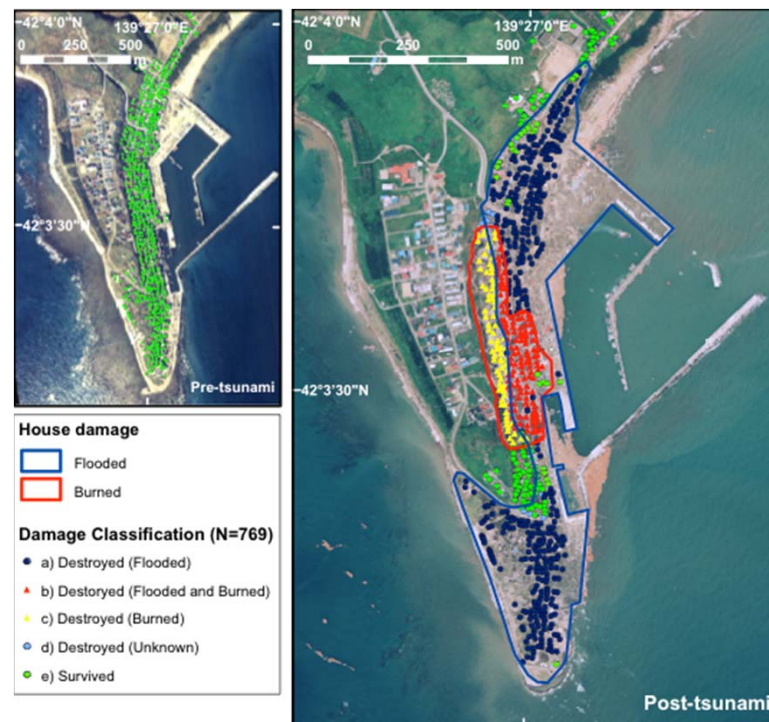 42°4'0"N
139°27'0"E
0 250 500
m
42°3'30"N
Pre-tsunami
House damage
Flooded
Burned
Damage Classification (N=769)
a) Destroyed (Flooded)
b) Destoryed (Flooded and Burned)
c) Destroyed (Burned)
d) Destroyed (Unknown)
e) Survived
42°4'0"N
139°27'0"E
0 250 500
m
42°3'30"N
Post-tsunami